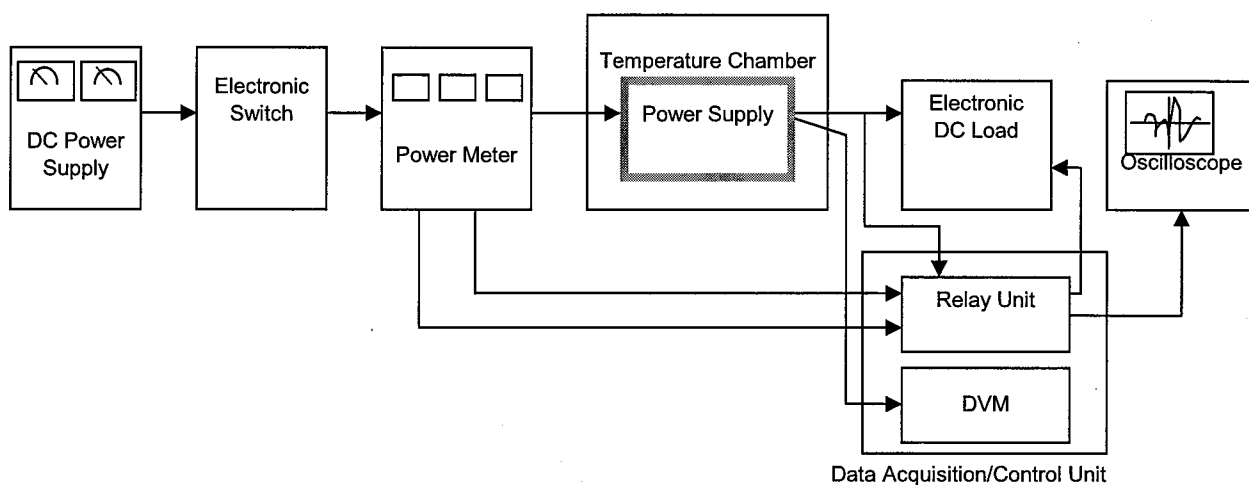 DC Power
Supply
Electronic
Switch
Power Meter
Temperature Chamber
Power Supply
Electronic
DC Load
Oscilloscope
Relay Unit
DVM
Data Acquisition/Control Unit